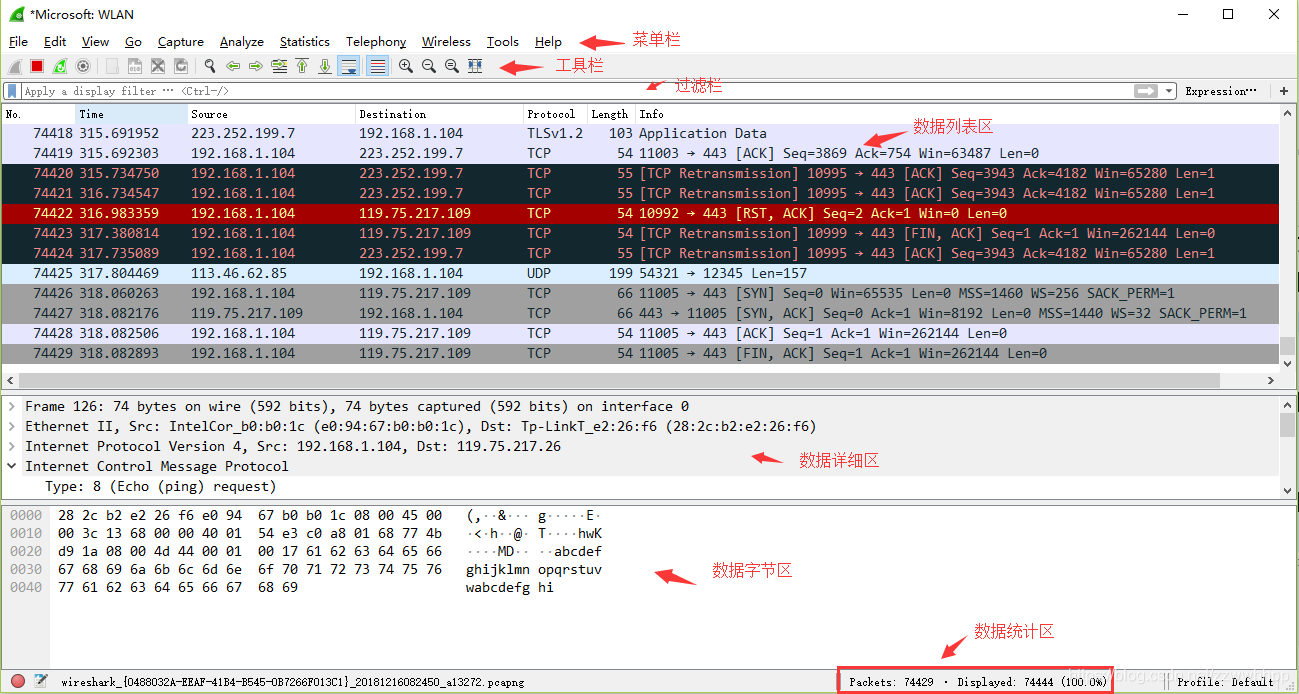 *Microsoft: WLAN
File Edit View Go Capture Analyze Statistics Telephony Wireless Tools Help 菜单栏
工具栏
Apply a display filter ... <Ctrl-/> 过滤栏 Expression... +
No. Time Source Destination Protocol Length Info
74418 315.691952 223.252.199.7 192.168.1.104 TLSv1.2 103 Application Data
数据列表区
74419 315.692303 192.168.1.104 223.252.199.7 TCP 54 11003 → 443 [ACK] Seq=3869 Ack=754 Win=63487 Len=0
74420 315.734750 192.168.1.104 223.252.199.7 TCP 55 [TCP Retransmission] 10995 → 443 [ACK] Seq=3943 Ack=4182 Win=65280 Len=1
74421 316.734547 192.168.1.104 223.252.199.7 TCP 55 [TCP Retransmission] 10995 → 443 [ACK] Seq=3943 Ack=4182 Win=65280 Len=1
74422 316.983359 192.168.1.104 119.75.217.109 TCP 54 10992 → 443 [RST, ACK] Seq=2 Ack=1 Win=0 Len=0
74423 317.380814 192.168.1.104 119.75.217.109 TCP 54 [TCP Retransmission] 10999 → 443 [FIN, ACK] Seq=1 Ack=1 Win=262144 Len=0
74424 317.735089 192.168.1.104 223.252.199.7 TCP 55 [TCP Retransmission] 10995 → 443 [ACK] Seq=3943 Ack=4182 Win=65280 Len=1
74425 317.804469 113.46.62.85 192.168.1.104 UDP 199 54321 → 12345 Len=157
74426 318.060263 192.168.1.104 119.75.217.109 TCP 66 11005 → 443 [SYN] Seq=0 Win=65535 Len=0 MSS=1460 WS=256 SACK_PERM=1
74427 318.082176 119.75.217.109 192.168.1.104 TCP 66 443 → 11005 [SYN, ACK] Seq=0 Ack=1 Win=8192 Len=0 MSS=1440 WS=32 SACK_PERM=1
74428 318.082506 192.168.1.104 119.75.217.109 TCP 54 11005 → 443 [ACK] Seq=1 Ack=1 Win=262144 Len=0
74429 318.082893 192.168.1.104 119.75.217.109 TCP 54 11005 → 443 [FIN, ACK] Seq=1 Ack=1 Win=262144 Len=0
Frame 126: 74 bytes on wire (592 bits), 74 bytes captured (592 bits) on interface 0
Ethernet II, Src: IntelCor_b0:b0:1c (e0:94:67:b0:b0:1c), Dst: Tp-LinkT_e2:26:f6 (28:2c:b2:e2:26:f6)
Internet Protocol Version 4, Src: 192.168.1.104, Dst: 119.75.217.26
数据详细区
Internet Control Message Protocol
Type: 8 (Echo (ping) request)
0000 28 2c b2 e2 26 f6 e0 94 67 b0 b0 1c 08 00 45 00 (,··&··· g·····E·
0010 00 3c 13 68 00 00 40 01 54 e3 c0 a8 01 68 77 4b ·<·h··@· T····hwK
0020 d9 1a 08 00 4d 44 00 01 00 17 61 62 63 64 65 66 ····MD·· ··abcdef
0030 67 68 69 6a 6b 6c 6d 6e 6f 70 71 72 73 74 75 76 ghijklmn opqrstuv
0040 77 61 62 63 64 65 66 67 68 69 wabcdefg hi
数据字节区
数据统计区
wireshark_{0488032A-EEAF-41B4-B545-0B7266F013C1}_20181216082450_a13272.pcapng Packets: 74429 · Displayed: 74444 (100.0%) Profile: Default